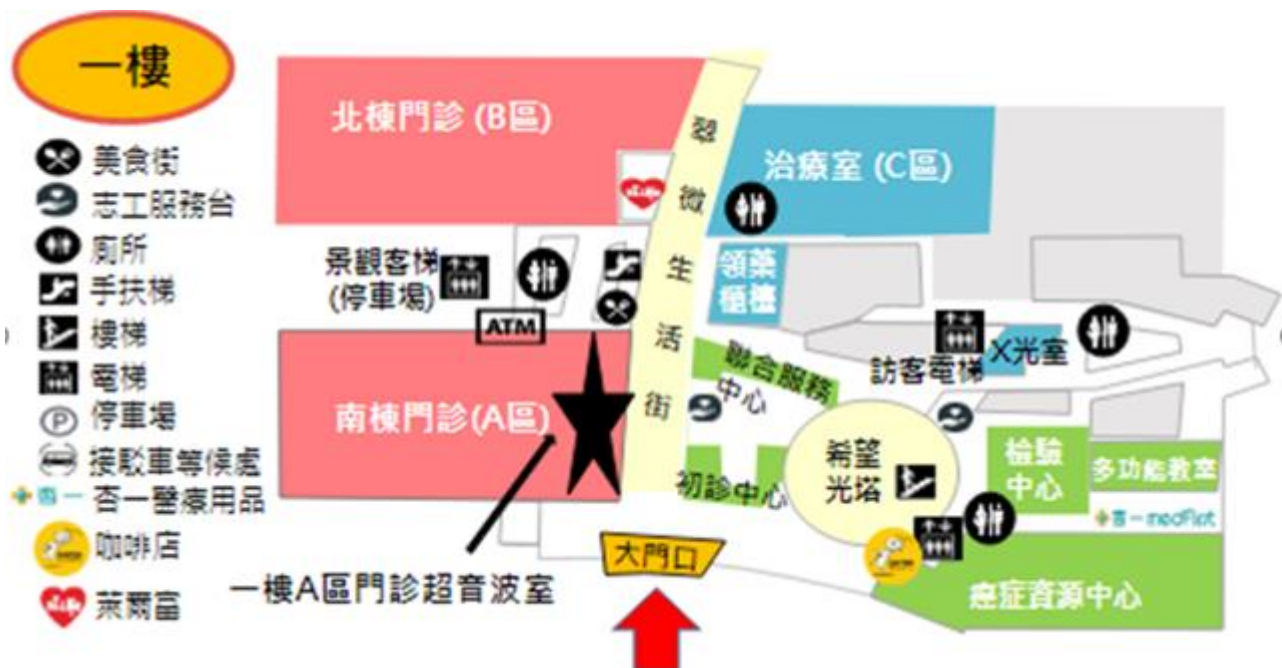 一樓
美食街
志工服務台
廁所
手扶梯
樓梯
電梯
P
停車場
接駁車等候處
杏一
杏一醫療用品
咖啡店
萊爾富
北棟門診 (B區)
翠微生活街
治療室 (C區)
景觀客梯
(停車場)
ATM
領藥
櫃檯
南棟門診(A區)
聯合服務
中心
訪客電梯
X光室
初診中心
希望
光塔
檢驗
中心
多功能教室
杏一 medFirst
大門口
一樓A區門診超音波室
癌症資源中心